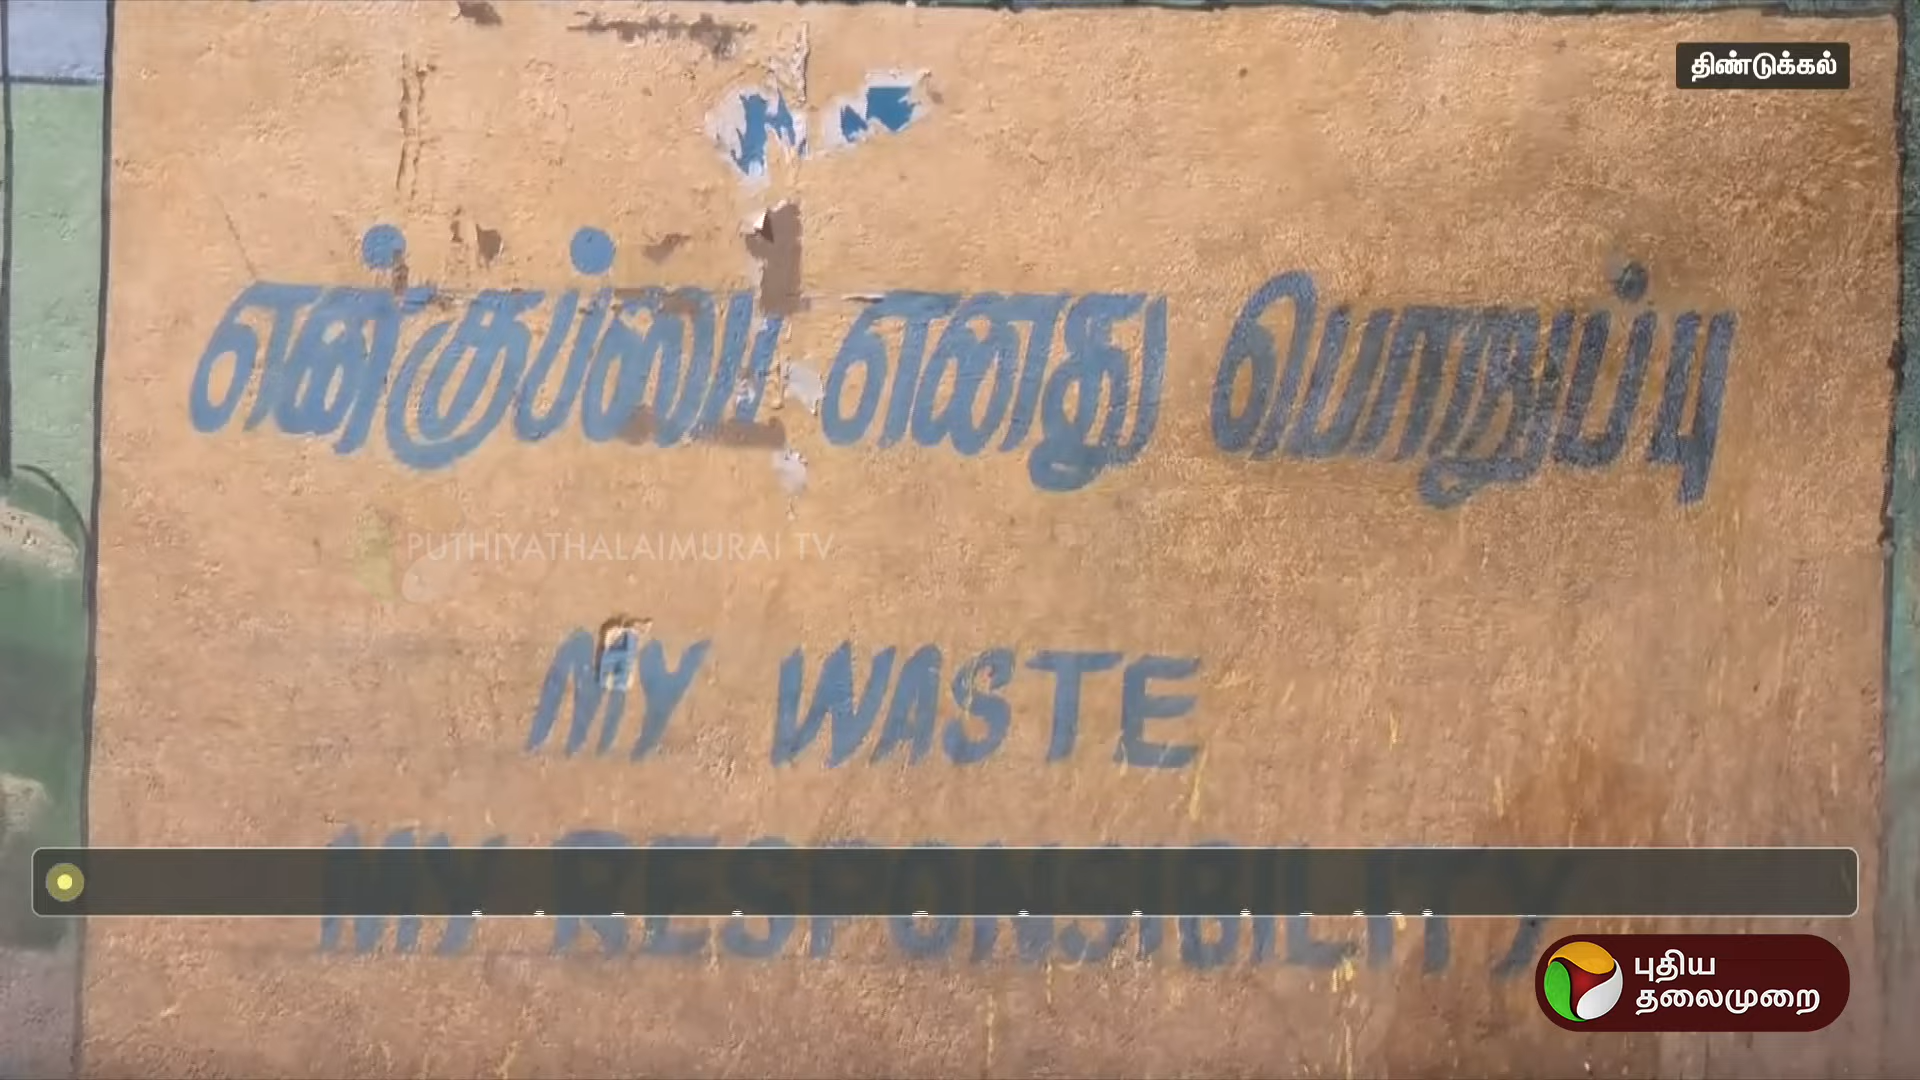 திண்டுக்கல்
என் குப்பை எனது பொறுப்பு
PUTHIYATHALAIMURAI TV
MY WASTE
MY RESPONSIBILITY
புதிய
தலைமுறை